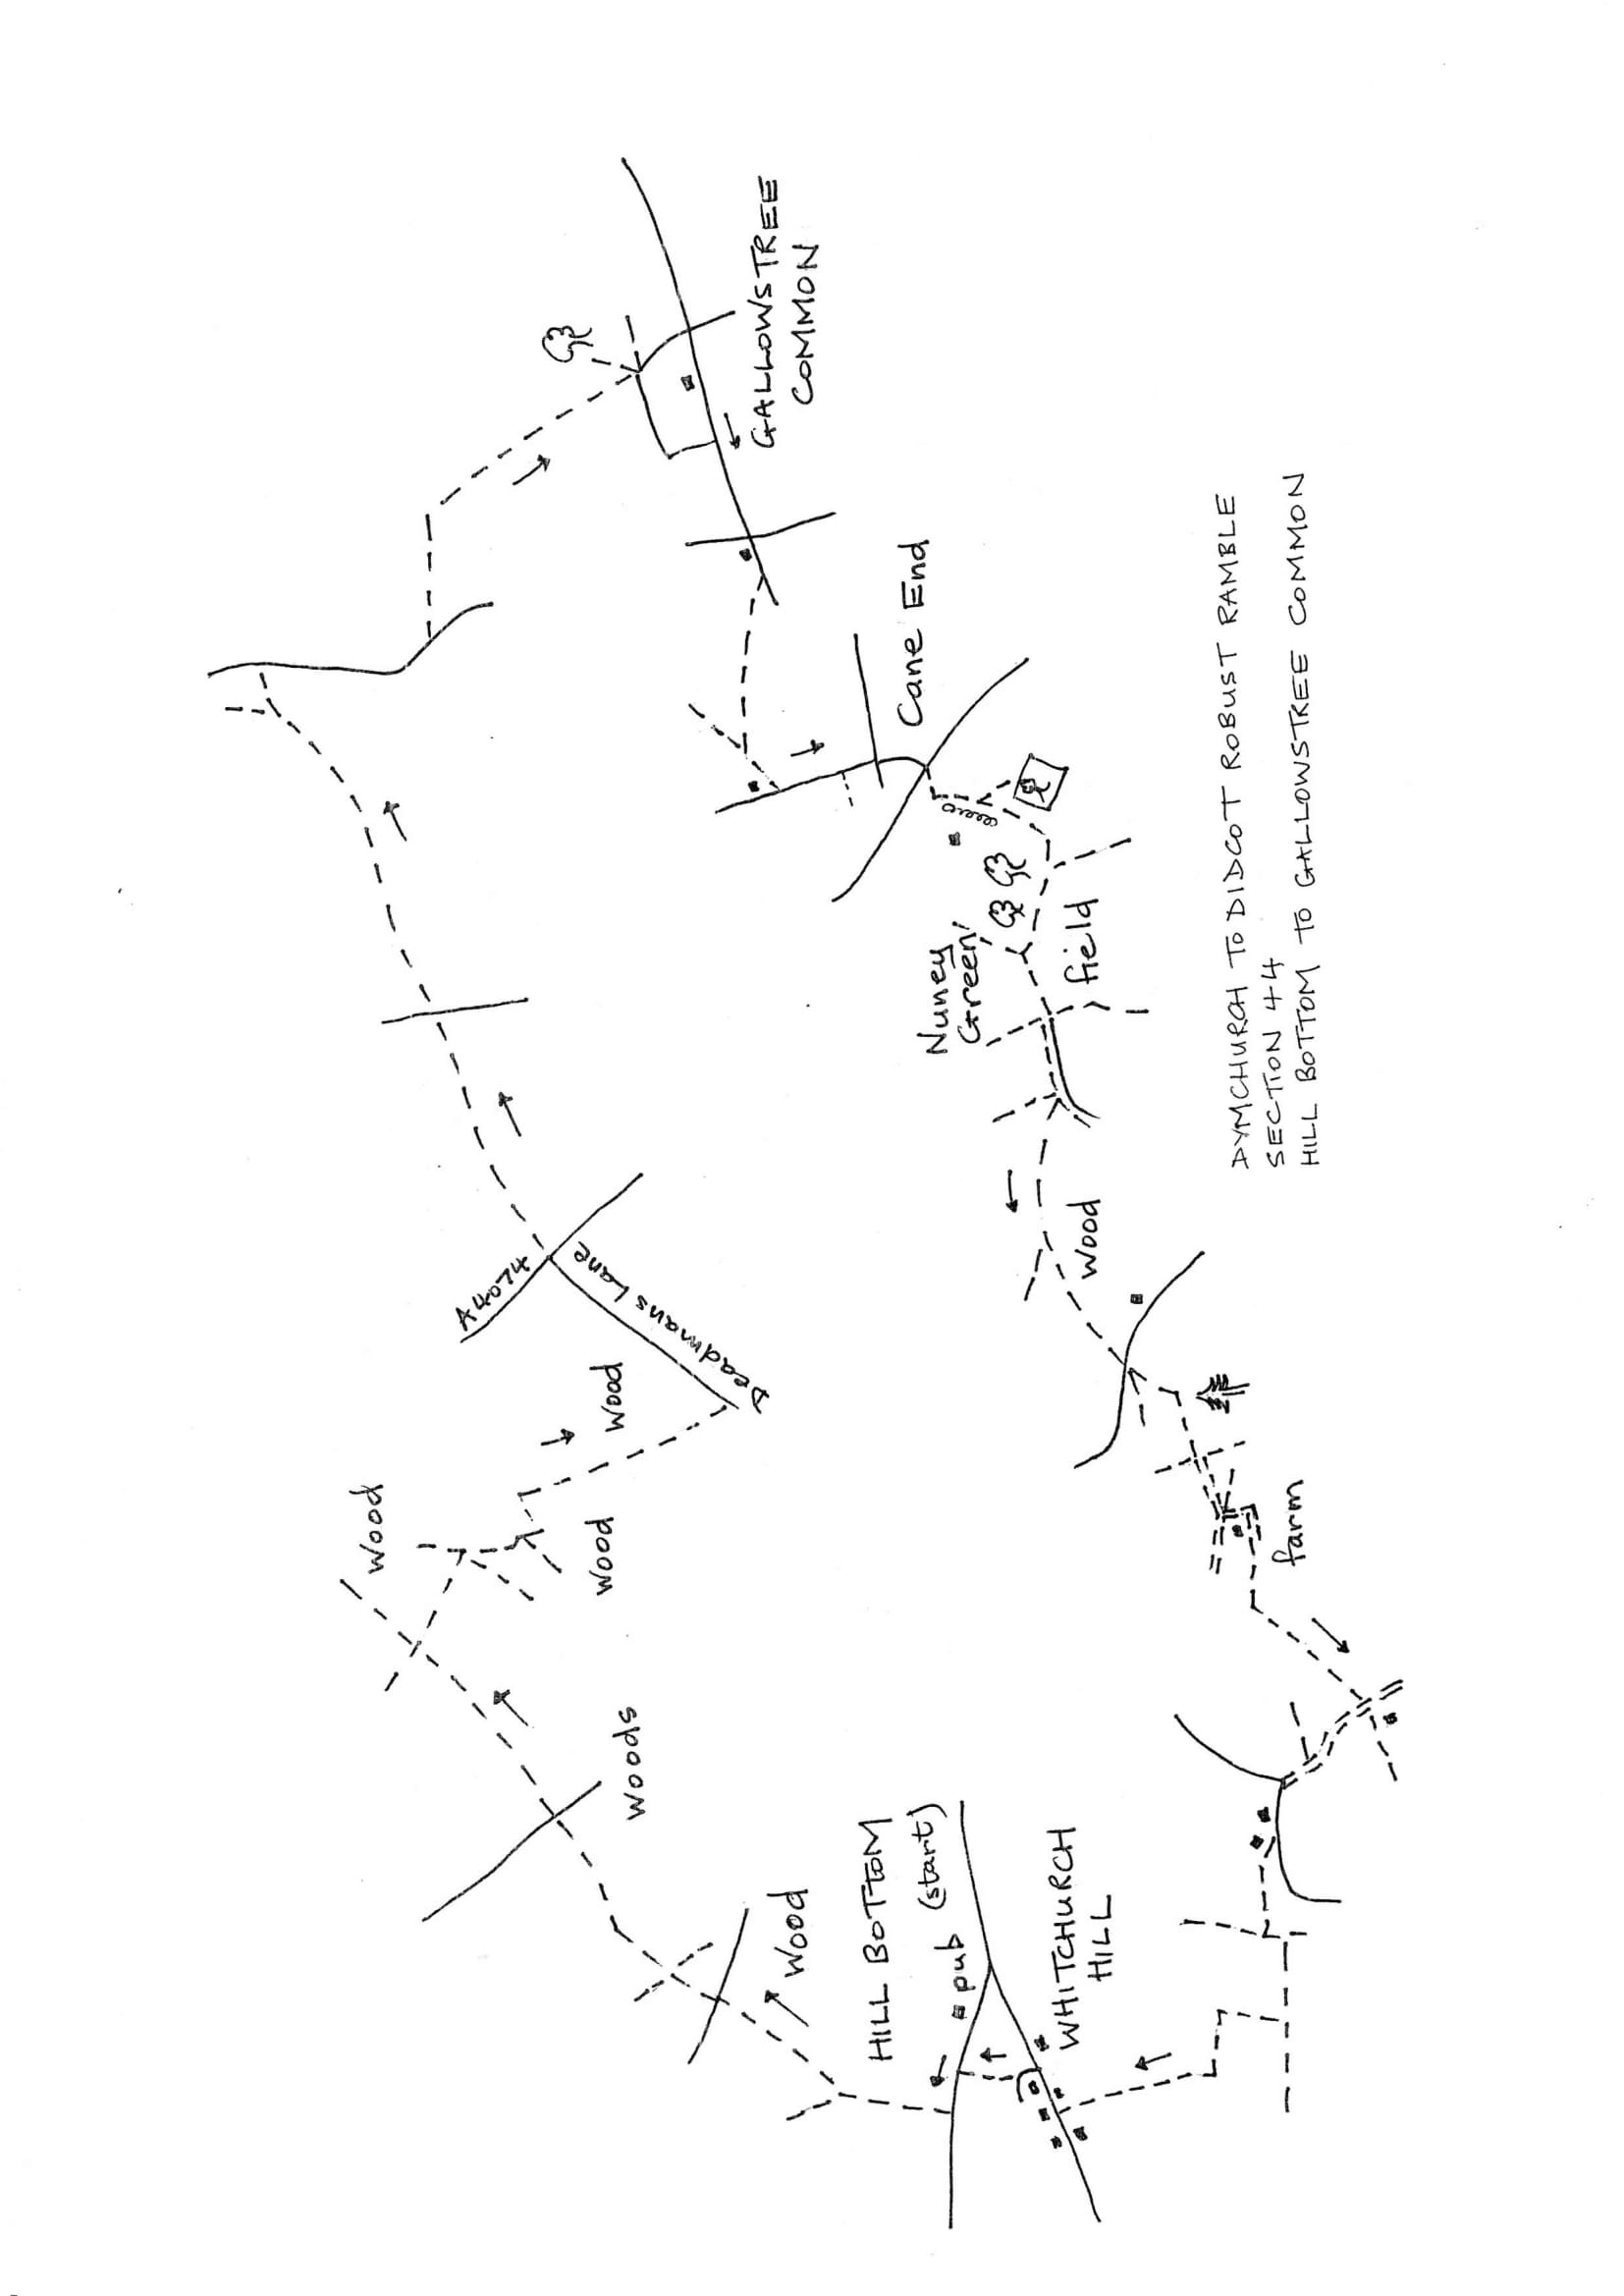 Wood
A4074
Woods
Wood
Wood
Deadmans Lane
Wood
GALLOWSTREE
COMMON
HILL BOTTOM
(start)
pub
Cane End
Nuney
Green
WHITCHURCH
HILL
Wood
field
farm
DYMCHURCH TO DIDCOT ROBUST RAMBLE
SECTION 44
HILL BOTTOM TO GALLOWSTREE COMMON